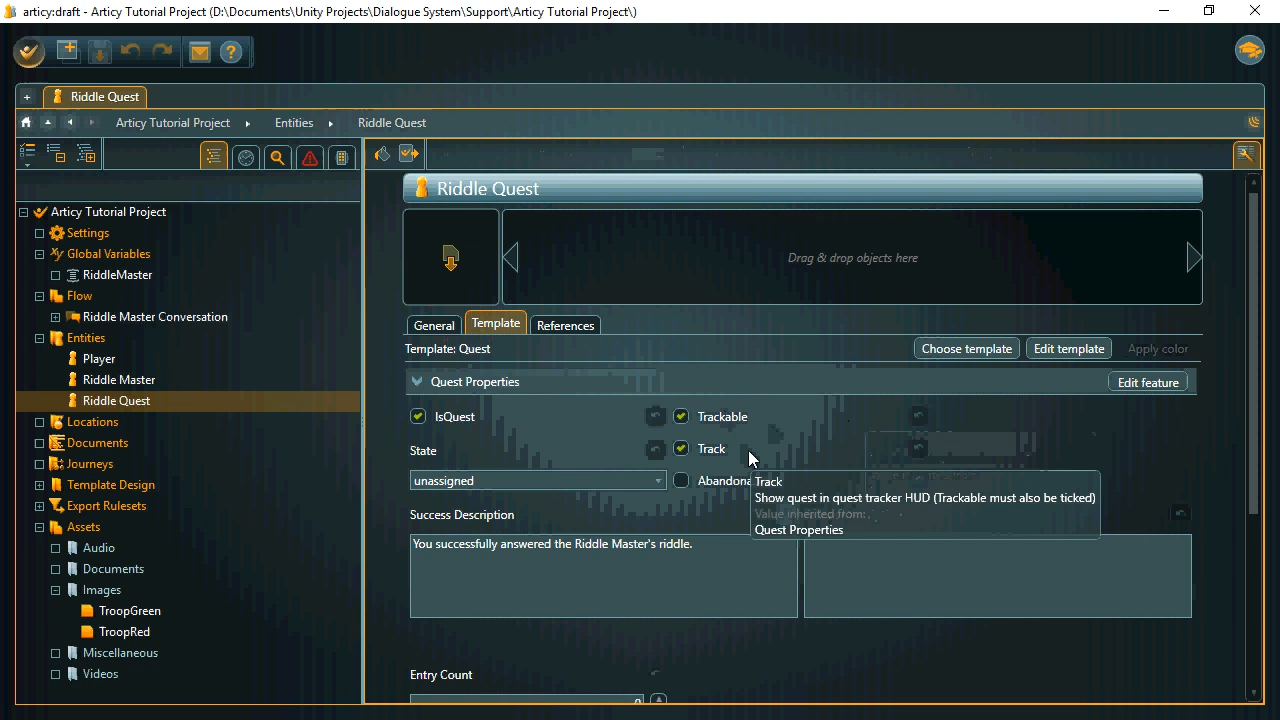 articy:draft - Articy Tutorial Project (D:\Documents\Unity Projects\Dialogue System\Support\Articy Tutorial Project\)
Riddle Quest
Articy Tutorial Project
Entities
Riddle Quest
Articy Tutorial Project
Settings
Global Variables
RiddleMaster
Flow
Riddle Master Conversation
Entities
Player
Riddle Master
Riddle Quest
Locations
Documents
Journeys
Template Design
Export Rulesets
Assets
Audio
Documents
Images
TroopGreen
TroopRed
Miscellaneous
Videos
Riddle Quest
Drag & drop objects here
General
Template
References
Template: Quest
Choose template
Edit template
Apply color
Quest Properties
Edit feature
IsQuest
Trackable
State
Track
unassigned
Abandona
Track
Show quest in quest tracker HUD (Trackable must also be ticked)
Value inherited from:
Quest Properties
Success Description
You successfully answered the Riddle Master's riddle.
Entry Count
0